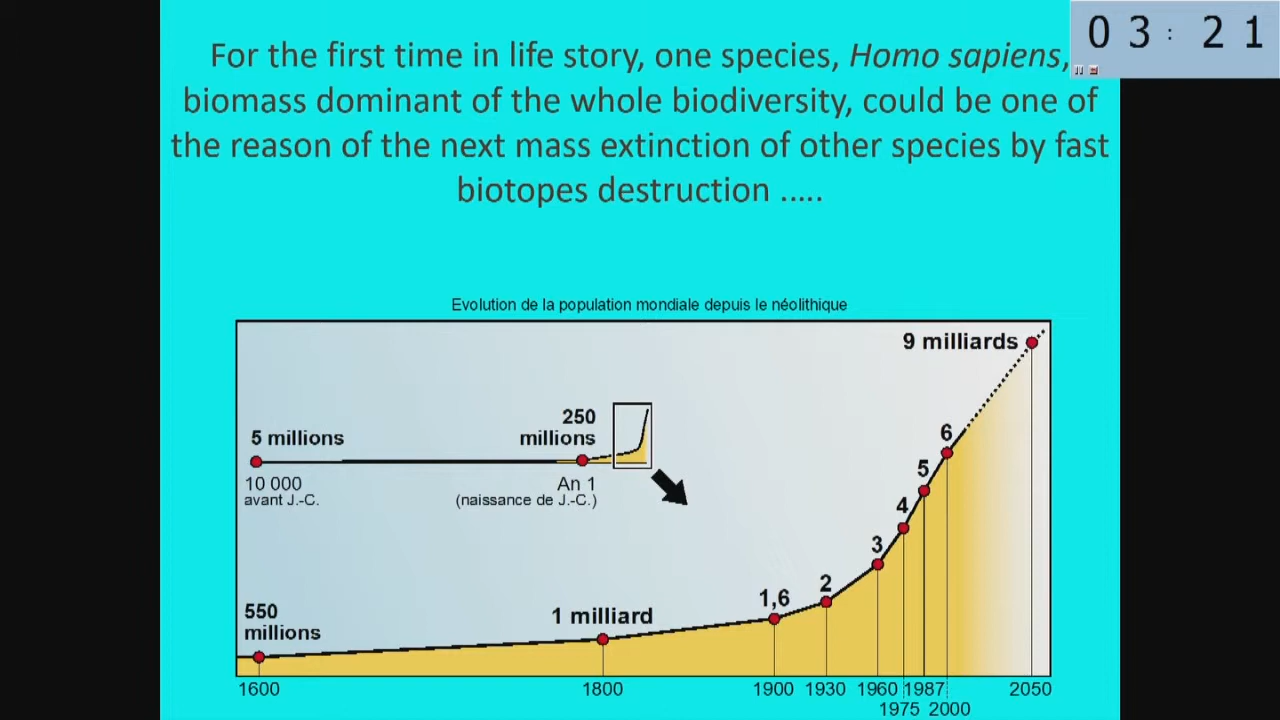 03:21
For the first time in life story, one species, Homo sapiens,
biomass dominant of the whole biodiversity, could be one of
the reason of the next mass extinction of other species by fast
biotopes destruction .....
Evolution de la population mondiale depuis le néolithique
9 milliards
250
5 millions
millions
6
10 000
An 1
avant J.-C.
(naissance de J.-C.)
5
4
3
2
1,6
550
1 milliard
millions
1600
1800
1900
1930
1960
1987
2050
1975
2000